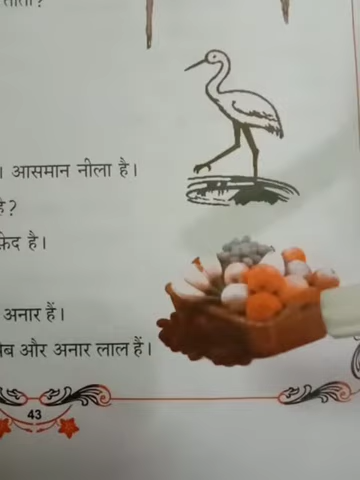 । आसमान नीला है।
है?
है।
अनार हैं।
और अनार लाल हैं।
43